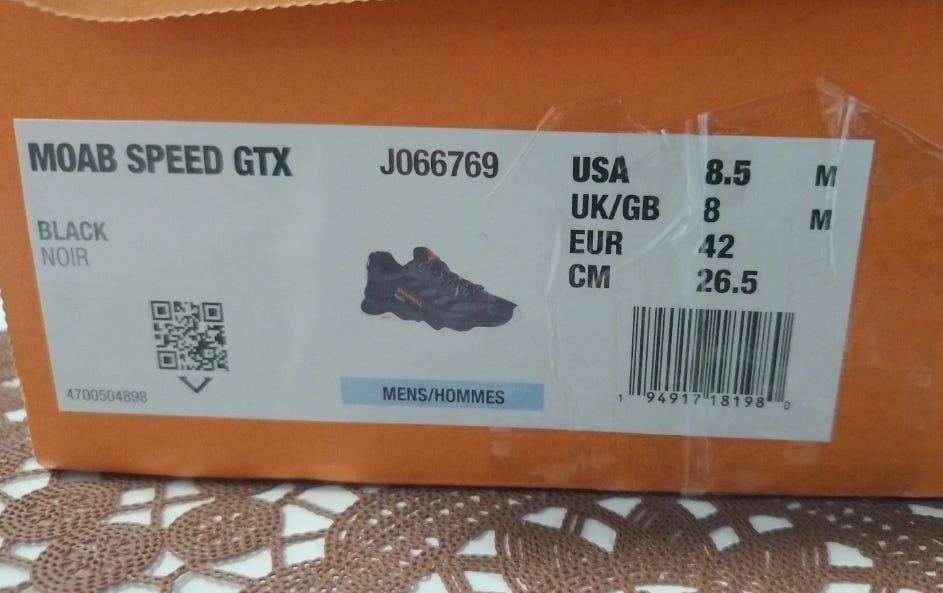 MOAB SPEED GTX
J066769
BLACK
NOIR
4700504898
MERRELL
MENS/HOMMES
USA 8.5 M
UK/GB 8 M
EUR 42
CM 26.5
1 94917 18198 0